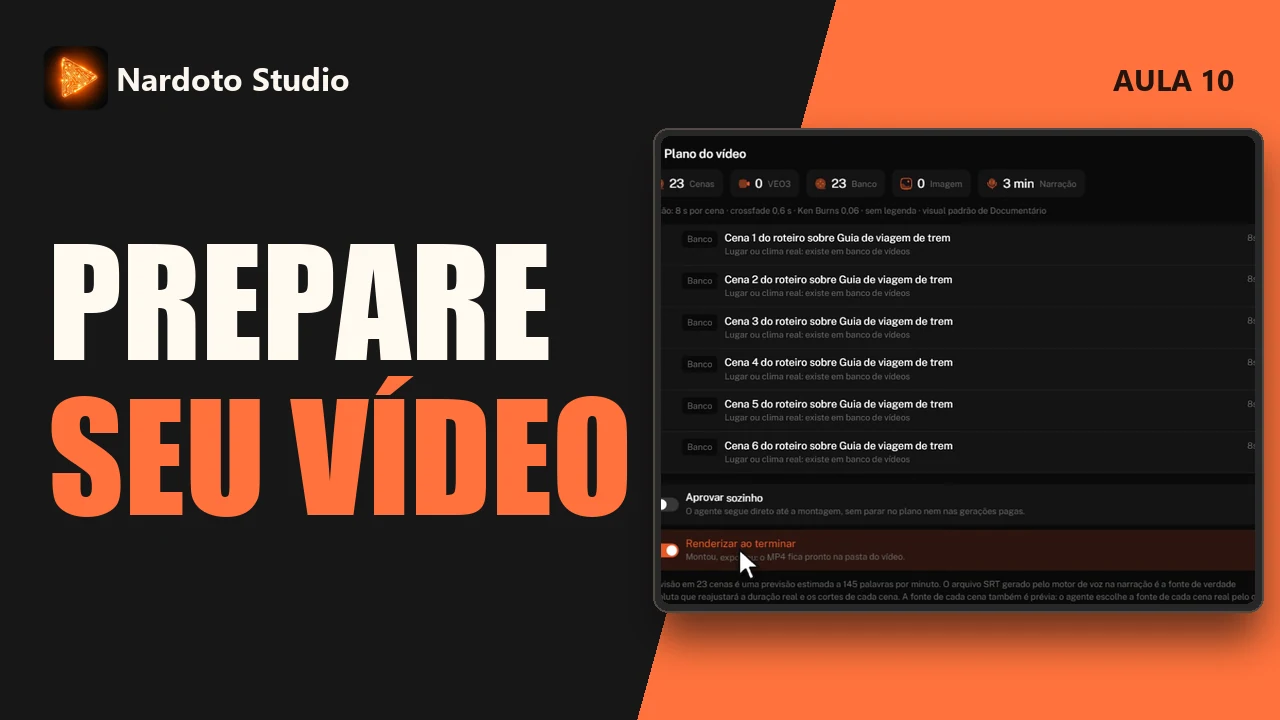 Nardoto Studio
AULA 10
PREPARE
SEU VÍDEO
Plano do vídeo
23 Cenas
0 VEO3
23 Banco
0 Imagem
3 min Narração
8 s por cena · crossfade 0,6 s · Ken Burns 0,06 · sem legenda · visual padrão de Documentário
Banco Cena 1 do roteiro sobre Guia de viagem de trem
Lugar ou clima real: existe em banco de vídeos
Banco Cena 2 do roteiro sobre Guia de viagem de trem
Lugar ou clima real: existe em banco de vídeos
Banco Cena 3 do roteiro sobre Guia de viagem de trem
Lugar ou clima real: existe em banco de vídeos
Banco Cena 4 do roteiro sobre Guia de viagem de trem
Lugar ou clima real: existe em banco de vídeos
Banco Cena 5 do roteiro sobre Guia de viagem de trem
Lugar ou clima real: existe em banco de vídeos
Banco Cena 6 do roteiro sobre Guia de viagem de trem
Lugar ou clima real: existe em banco de vídeos
Aprovar sozinho
O agente segue direto até a montagem, sem parar no plano nem nas gerações pagas.
Renderizar ao terminar
Montou, o MP4 fica pronto na pasta do vídeo.
em 23 cenas é uma previsão estimada a 145 palavras por minuto. O arquivo SRT gerado pelo motor de voz na narração é a fonte de verdade
que reajustará a duração real e os cortes de cada cena. A fonte de cada cena também é prévia: o agente escolhe a fonte de cada cena real pelo